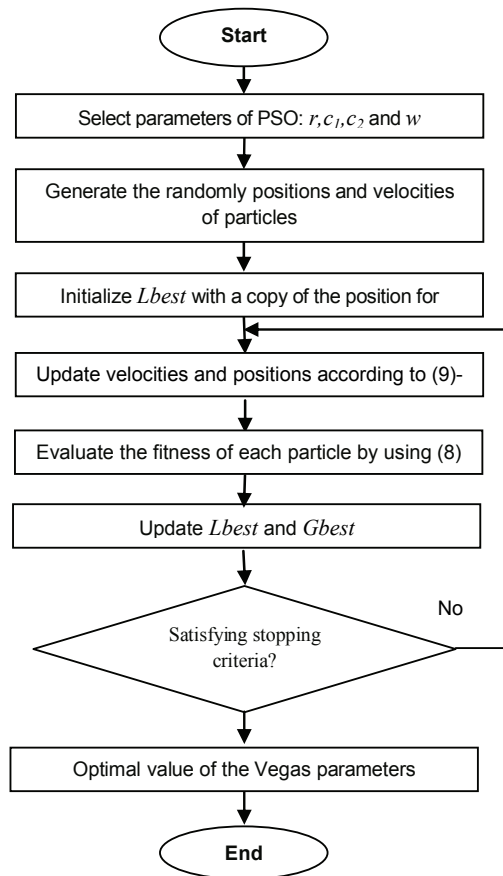 Start
Select parameters of PSO: r,c1,c2 and w
Generate the randomly positions and velocities
of particles
Initialize Lbest with a copy of the position for
Update velocities and positions according to (9)-
Evaluate the fitness of each particle by using (8)
Update Lbest and Gbest
No
Satisfying stopping
criteria?
Optimal value of the Vegas parameters
End